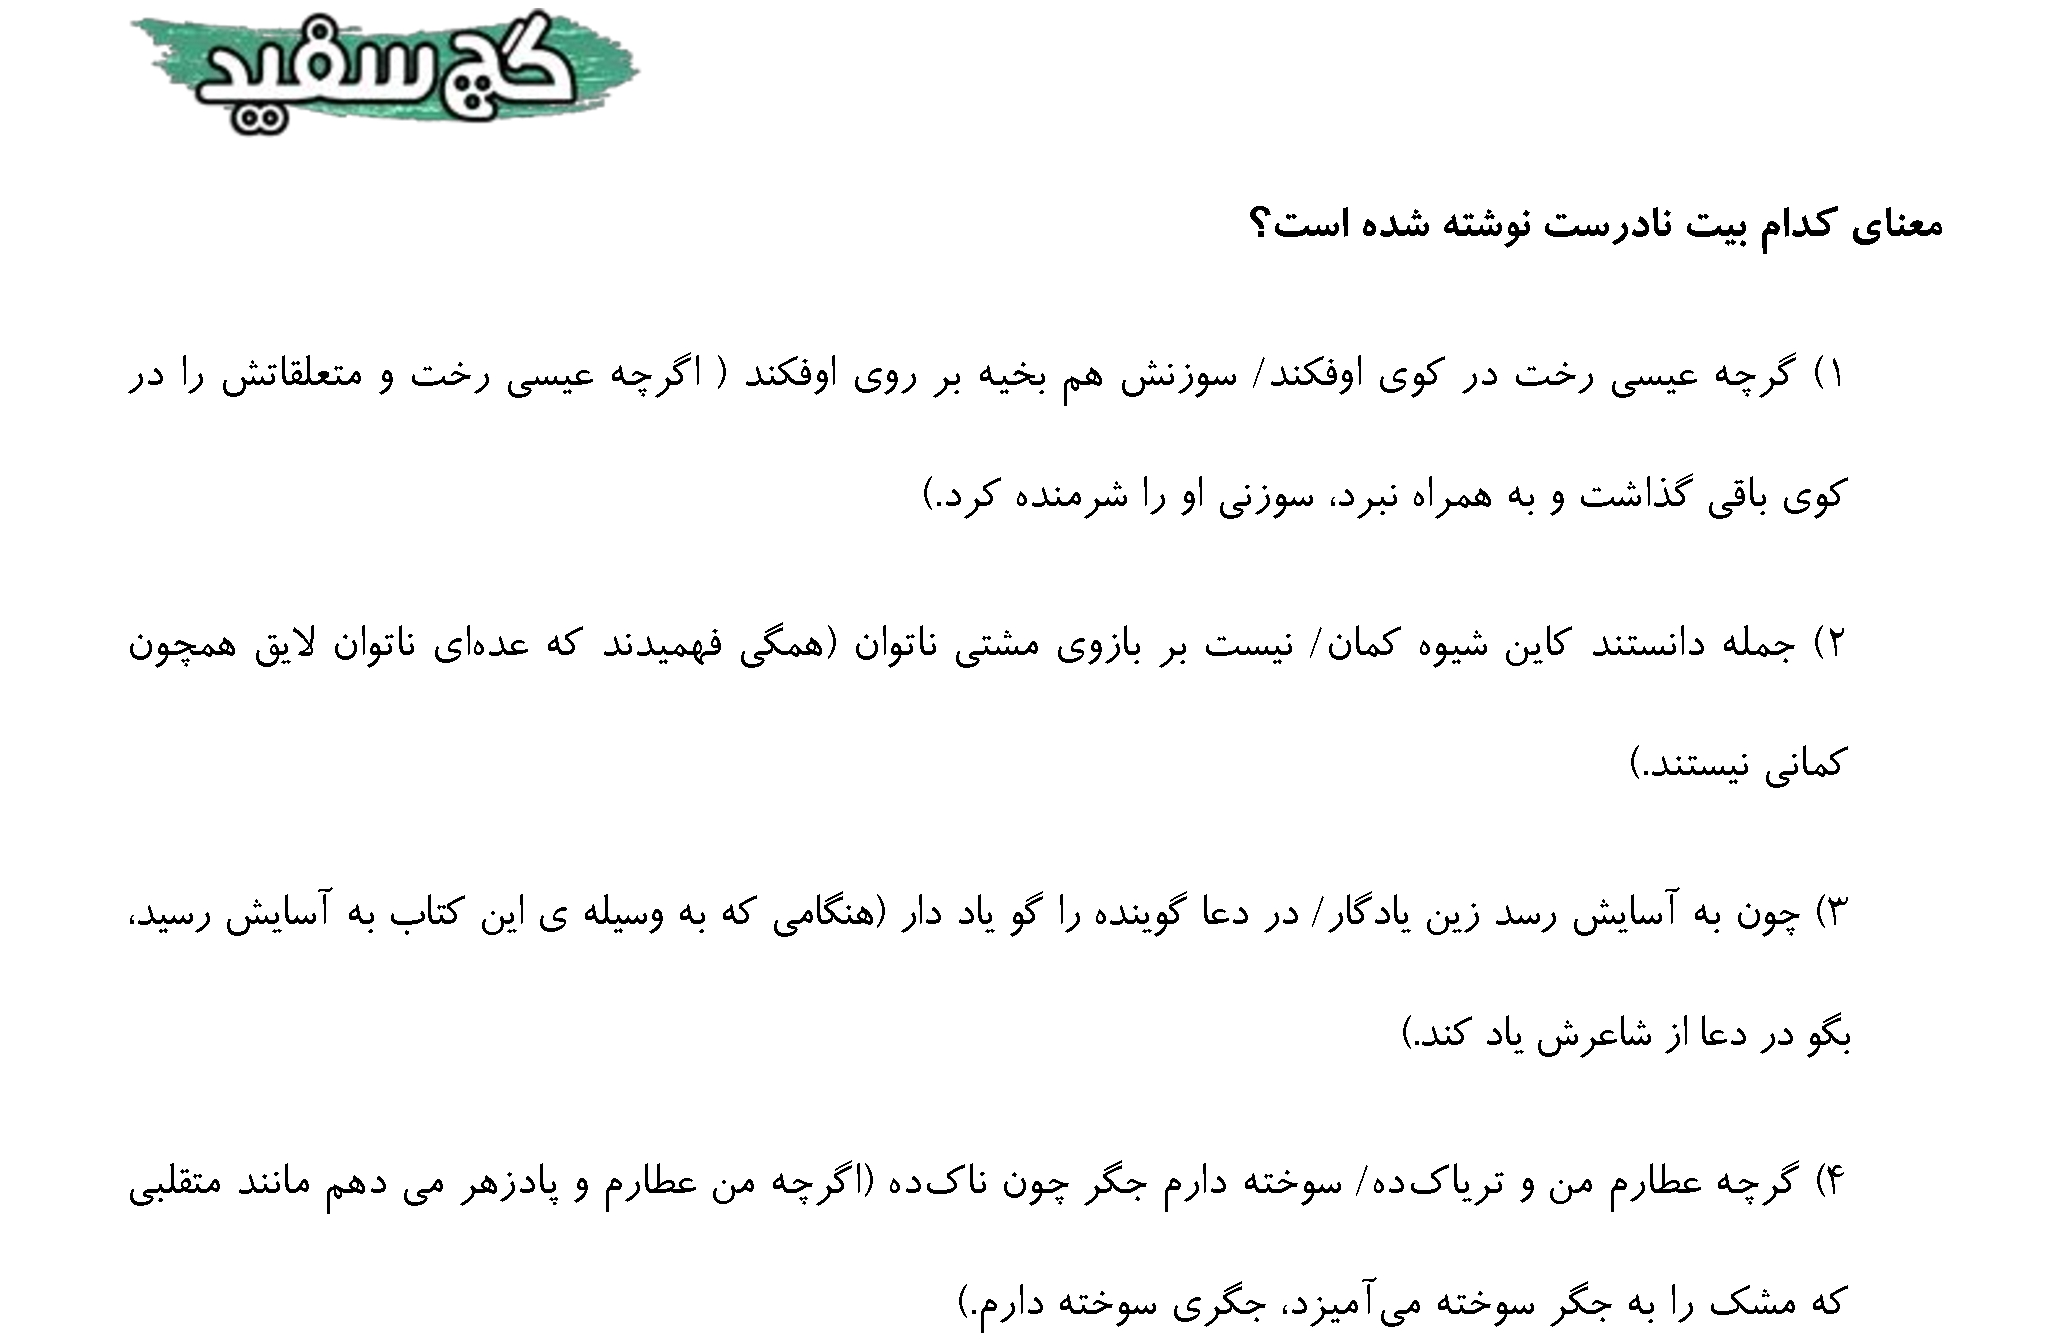 گچ سفید
معنای کدام بیت نادرست نوشته شده است؟
۱) گرچه عیسی رخت در کوی اوفکند/ سوزنش هم بخیه بر روی اوفکند ( اگرچه عیسی رخت و متعلقاتش را در
کوی باقی گذاشت و به همراه نبرد، سوزنی او را شرمنده کرد.)
۲) جمله دانستند کاین شیوه کمان/ نیست بر بازوی مشتی ناتوان (همگی فهمیدند که عده‌ای ناتوان لایق همچون
کمانی نیستند.)
۳) چون به آسایش رسد زین یادگار/ در دعا گوینده را گو یاد دار (هنگامی که به وسیله ی این کتاب به آسایش رسید،
بگو در دعا از شاعرش یاد کند.)
۴) گرچه عطارم من و تریاک‌ده/ سوخته دارم جگر چون ناک‌ده (اگرچه من عطارم و پادزهر می دهم مانند متقلبی
که مشک را به جگر سوخته می‌آمیزد، جگری سوخته دارم.)